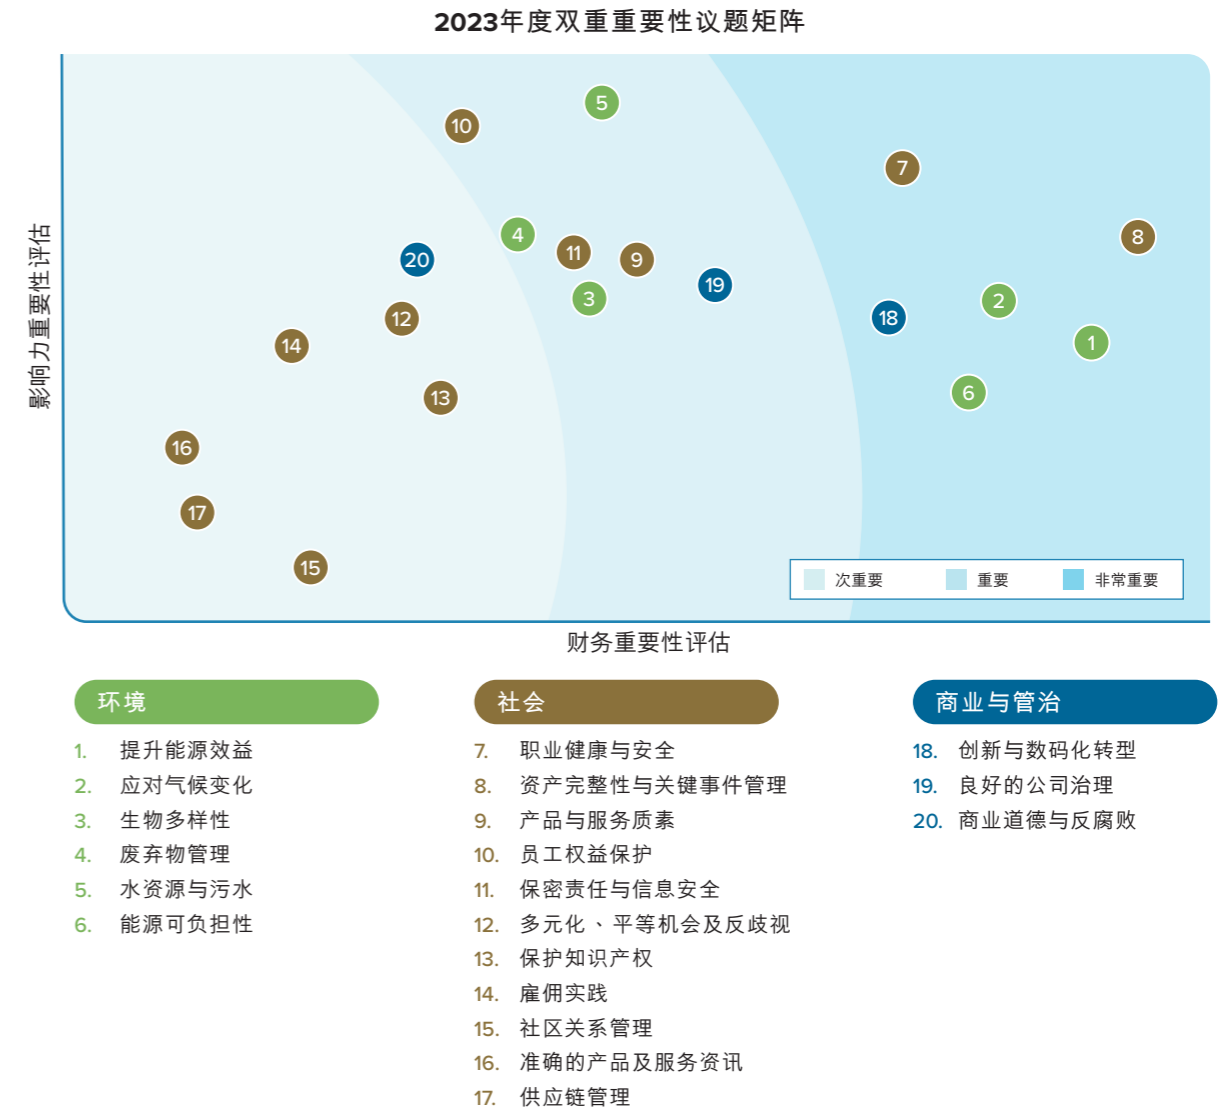 2023年度双重重要性议题矩阵
影响力重要性评估
5
10
7
4
8
11
9
20
19
3
2
12
18
14
1
6
13
16
17
15
次重要 重要 非常重要
财务重要性评估
环境
1. 提升能源效益
2. 应对气候变化
3. 生物多样性
4. 废弃物管理
5. 水资源与污水
6. 能源可负担性
社会
7. 职业健康与安全
8. 资产完整性与关键事件管理
9. 产品与服务质素
10. 员工权益保护
11. 保密责任与信息安全
12. 多元化、平等机会及反歧视
13. 保护知识产权
14. 雇佣实践
15. 社区关系管理
16. 准确的产品及服务资讯
17. 供应链管理
商业与管治
18. 创新与数码化转型
19. 良好的公司治理
20. 商业道德与反腐败